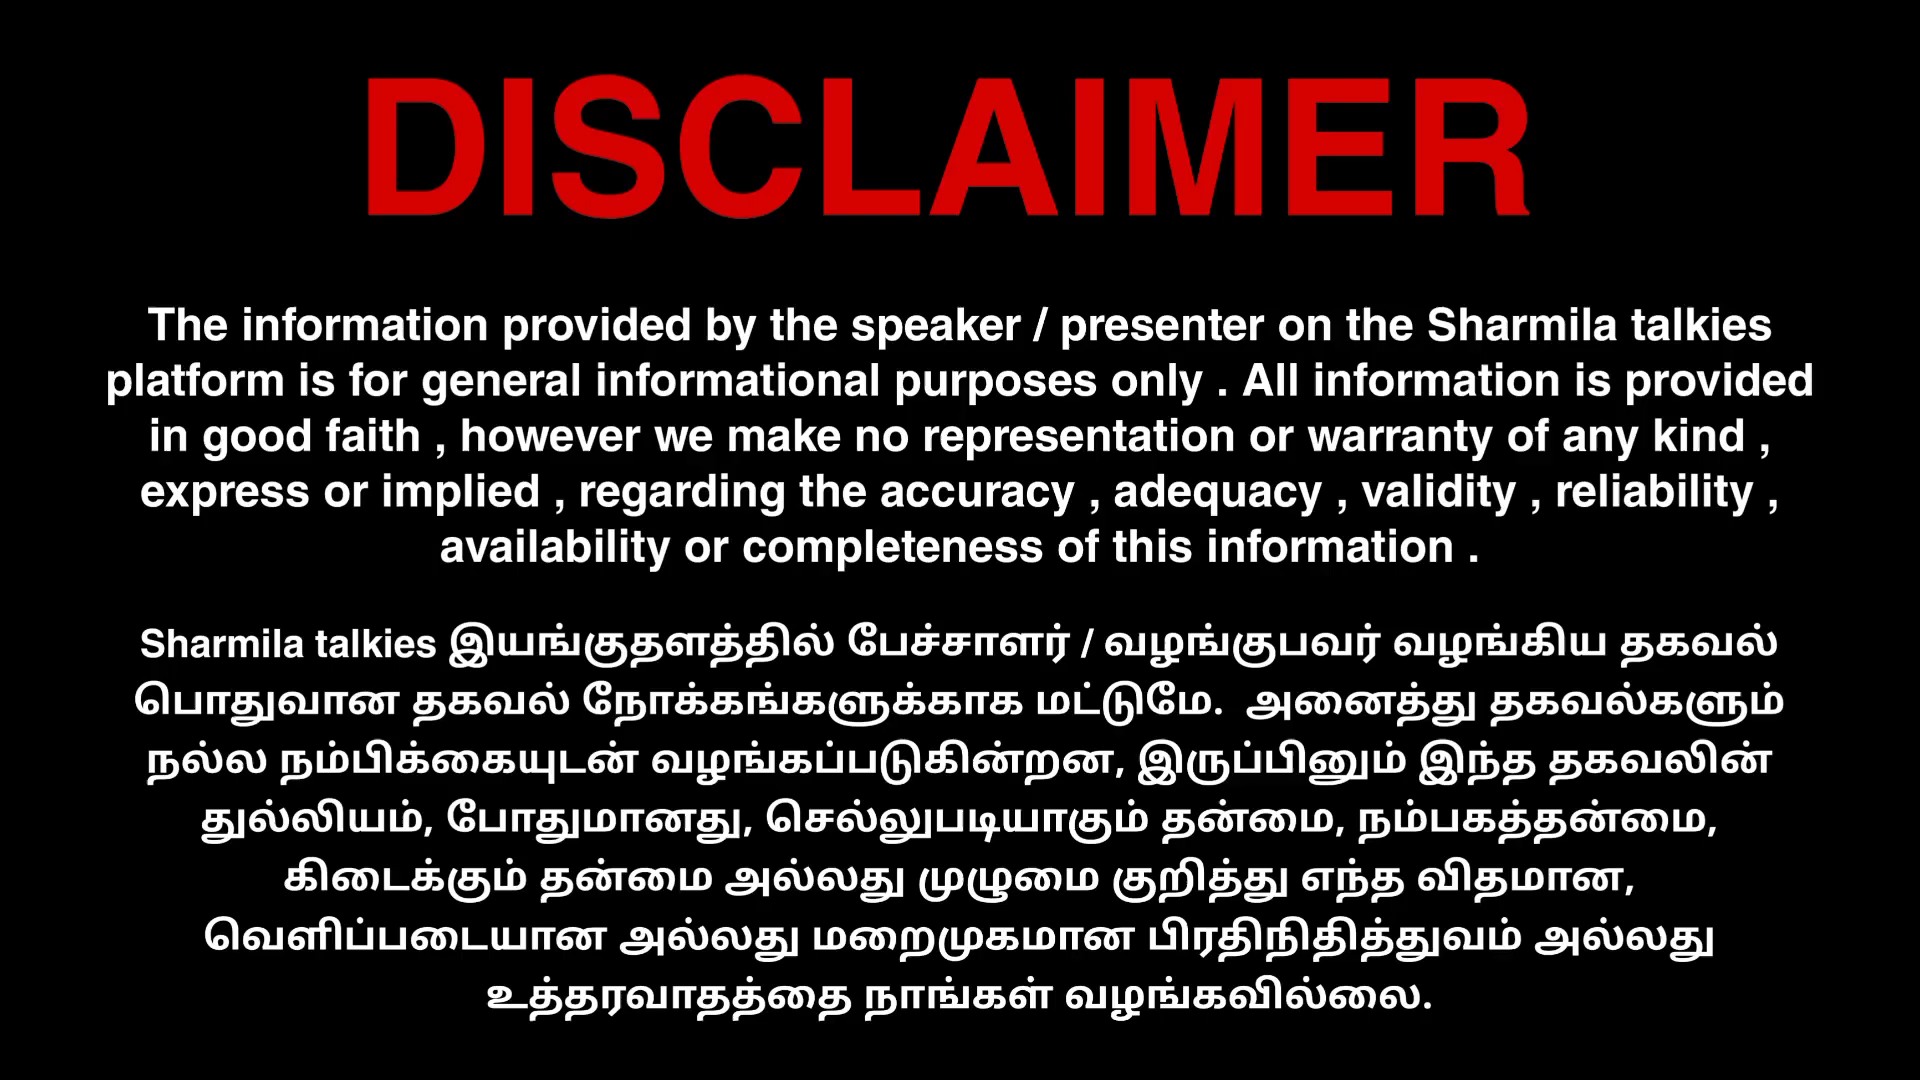 DISCLAIMER
The information provided by the speaker / presenter on the Sharmila talkies
platform is for general informational purposes only . All information is provided
in good faith , however we make no representation or warranty of any kind ,
express or implied , regarding the accuracy , adequacy , validity , reliability ,
availability or completeness of this information .
Sharmila talkies இயங்குதளத்தில் பேச்சாளர் / வழங்குபவர் வழங்கிய தகவல்
பொதுவான தகவல் நோக்கங்களுக்காக மட்டுமே.  அனைத்து தகவல்களும்
நல்ல நம்பிக்கையுடன் வழங்கப்படுகின்றன, இருப்பினும் இந்த தகவலின்
துல்லியம், போதுமானது, செல்லுபடியாகும் தன்மை, நம்பகத்தன்மை,
கிடைக்கும் தன்மை அல்லது முழுமை குறித்து எந்த விதமான,
வெளிப்படையான அல்லது மறைமுகமான பிரதிநிதித்துவம் அல்லது
உத்தரவாதத்தை நாங்கள் வழங்கவில்லை.